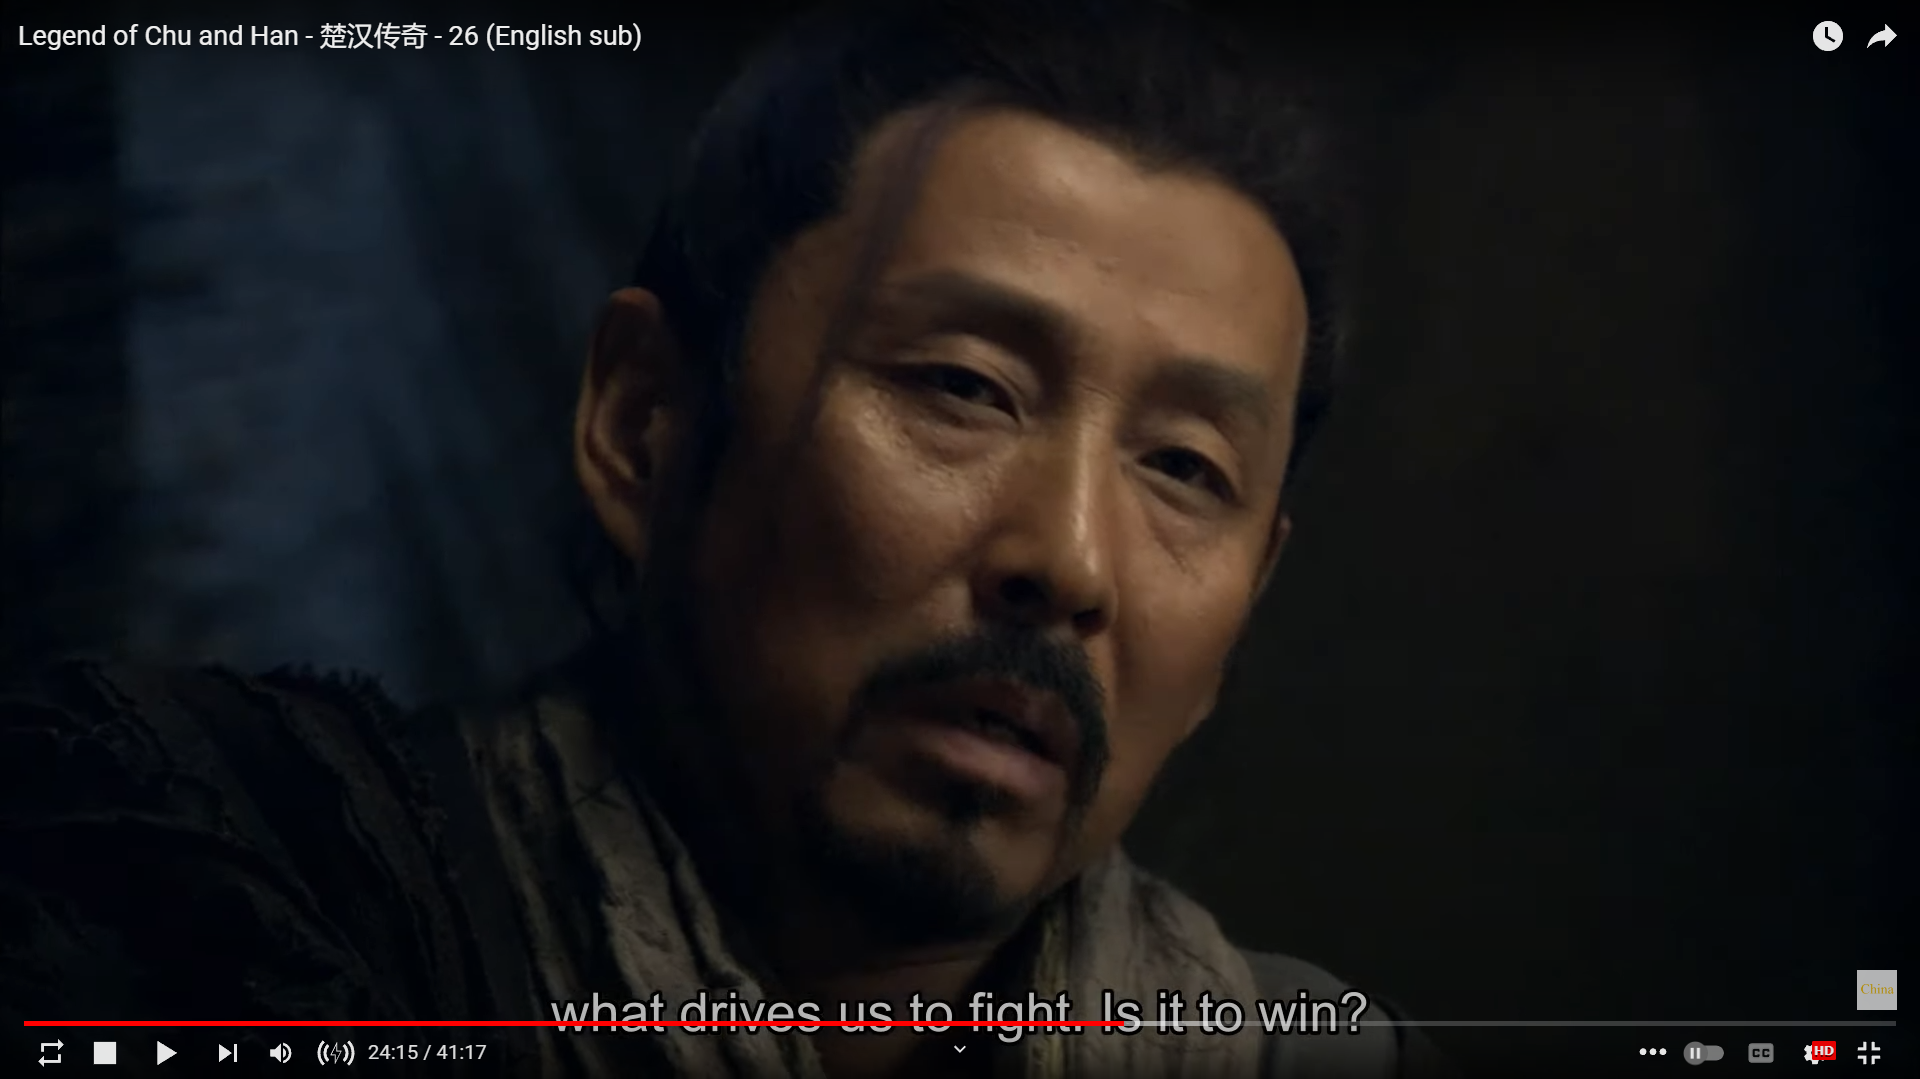 Legend of Chu and Han - 楚汉传奇 - 26 (English sub)
China
what drives us to fight. Is it to win?
24:15 / 41:17
CC
HD